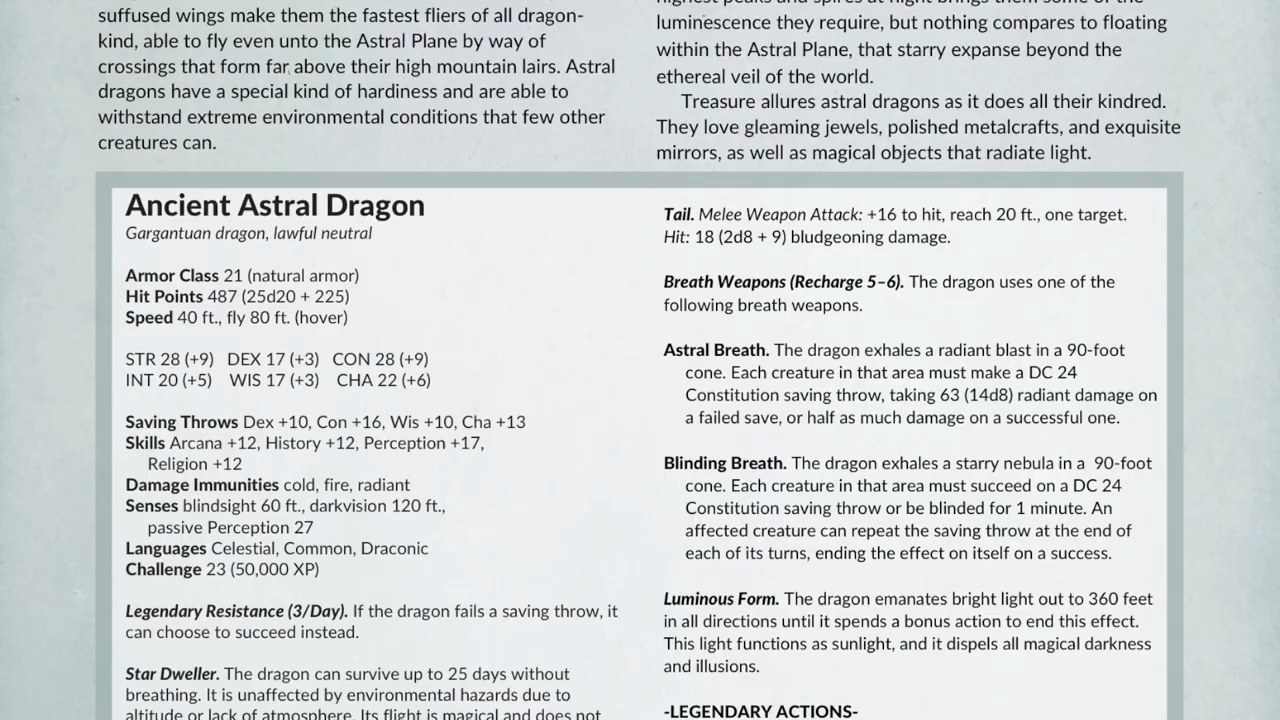 suffused wings make them the fastest fliers of all dragon-
kind, able to fly even unto the Astral Plane by way of
crossings that form far above their high mountain lairs. Astral
dragons have a special kind of hardiness and are able to
withstand extreme environmental conditions that few other
creatures can.
highest peaks and spires at night brings them some of the
luminescence they require, but nothing compares to floating
within the Astral Plane, that starry expanse beyond the
ethereal veil of the world.
Treasure allures astral dragons as it does all their kindred.
They love gleaming jewels, polished metalcrafts, and exquisite
mirrors, as well as magical objects that radiate light.
Ancient Astral Dragon
Gargantuan dragon, lawful neutral
Armor Class 21 (natural armor)
Hit Points 487 (25d20 + 225)
Speed 40 ft., fly 80 ft. (hover)
STR 28 (+9) DEX 17 (+3) CON 28 (+9)
INT 20 (+5) WIS 17 (+3) CHA 22 (+6)
Saving Throws Dex +10, Con +16, Wis +10, Cha +13
Skills Arcana +12, History +12, Perception +17,
Religion +12
Damage Immunities cold, fire, radiant
Senses blindsight 60 ft., darkvision 120 ft.,
passive Perception 27
Languages Celestial, Common, Draconic
Challenge 23 (50,000 XP)
Legendary Resistance (3/Day). If the dragon fails a saving throw, it
can choose to succeed instead.
Star Dweller. The dragon can survive up to 25 days without
breathing. It is unaffected by environmental hazards due to
altitude or lack of atmosphere. Its flight is magical and does not
Tail. Melee Weapon Attack: +16 to hit, reach 20 ft., one target.
Hit: 18 (2d8 + 9) bludgeoning damage.
Breath Weapons (Recharge 5–6). The dragon uses one of the
following breath weapons.
Astral Breath. The dragon exhales a radiant blast in a 90-foot
cone. Each creature in that area must make a DC 24
Constitution saving throw, taking 63 (14d8) radiant damage on
a failed save, or half as much damage on a successful one.
Blinding Breath. The dragon exhales a starry nebula in a 90-foot
cone. Each creature in that area must succeed on a DC 24
Constitution saving throw or be blinded for 1 minute. An
affected creature can repeat the saving throw at the end of
each of its turns, ending the effect on itself on a success.
Luminous Form. The dragon emanates bright light out to 360 feet
in all directions until it spends a bonus action to end this effect.
This light functions as sunlight, and it dispels all magical darkness
and illusions.
-LEGENDARY ACTIONS-